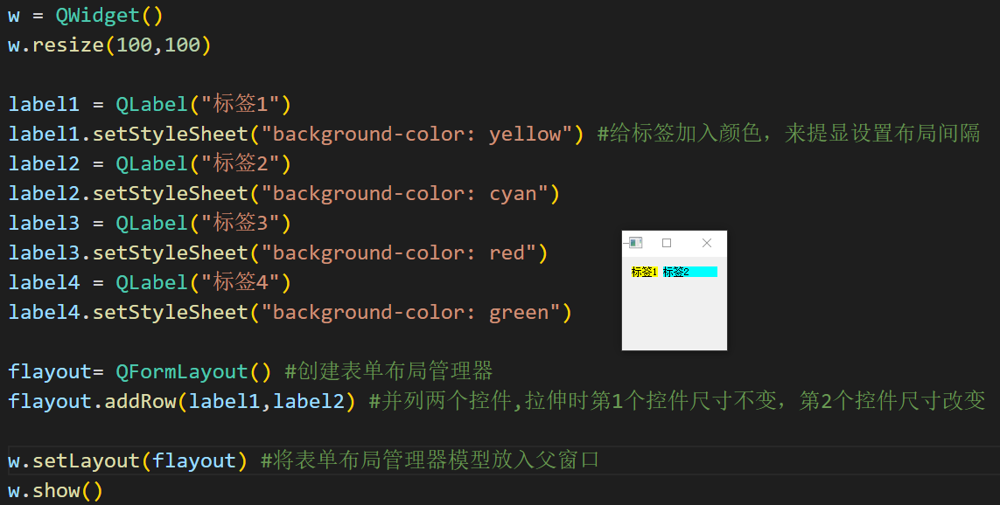 w = QWidget()
w.resize(100,100)
label1 = QLabel("标签1")
label1.setStyleSheet("background-color: yellow") #给标签加入颜色，来提显设置布局间隔
label2 = QLabel("标签2")
label2.setStyleSheet("background-color: cyan")
label3 = QLabel("标签3")
label3.setStyleSheet("background-color: red")
label4 = QLabel("标签4")
label4.setStyleSheet("background-color: green")
标签1 标签2
flayout= QFormLayout() #创建表单布局管理器
flayout.addRow(label1,label2) #并列两个控件,拉伸时第1个控件尺寸不变，第2个控件尺寸改变
w.setLayout(flayout) #将表单布局管理器模型放入父窗口
w.show()